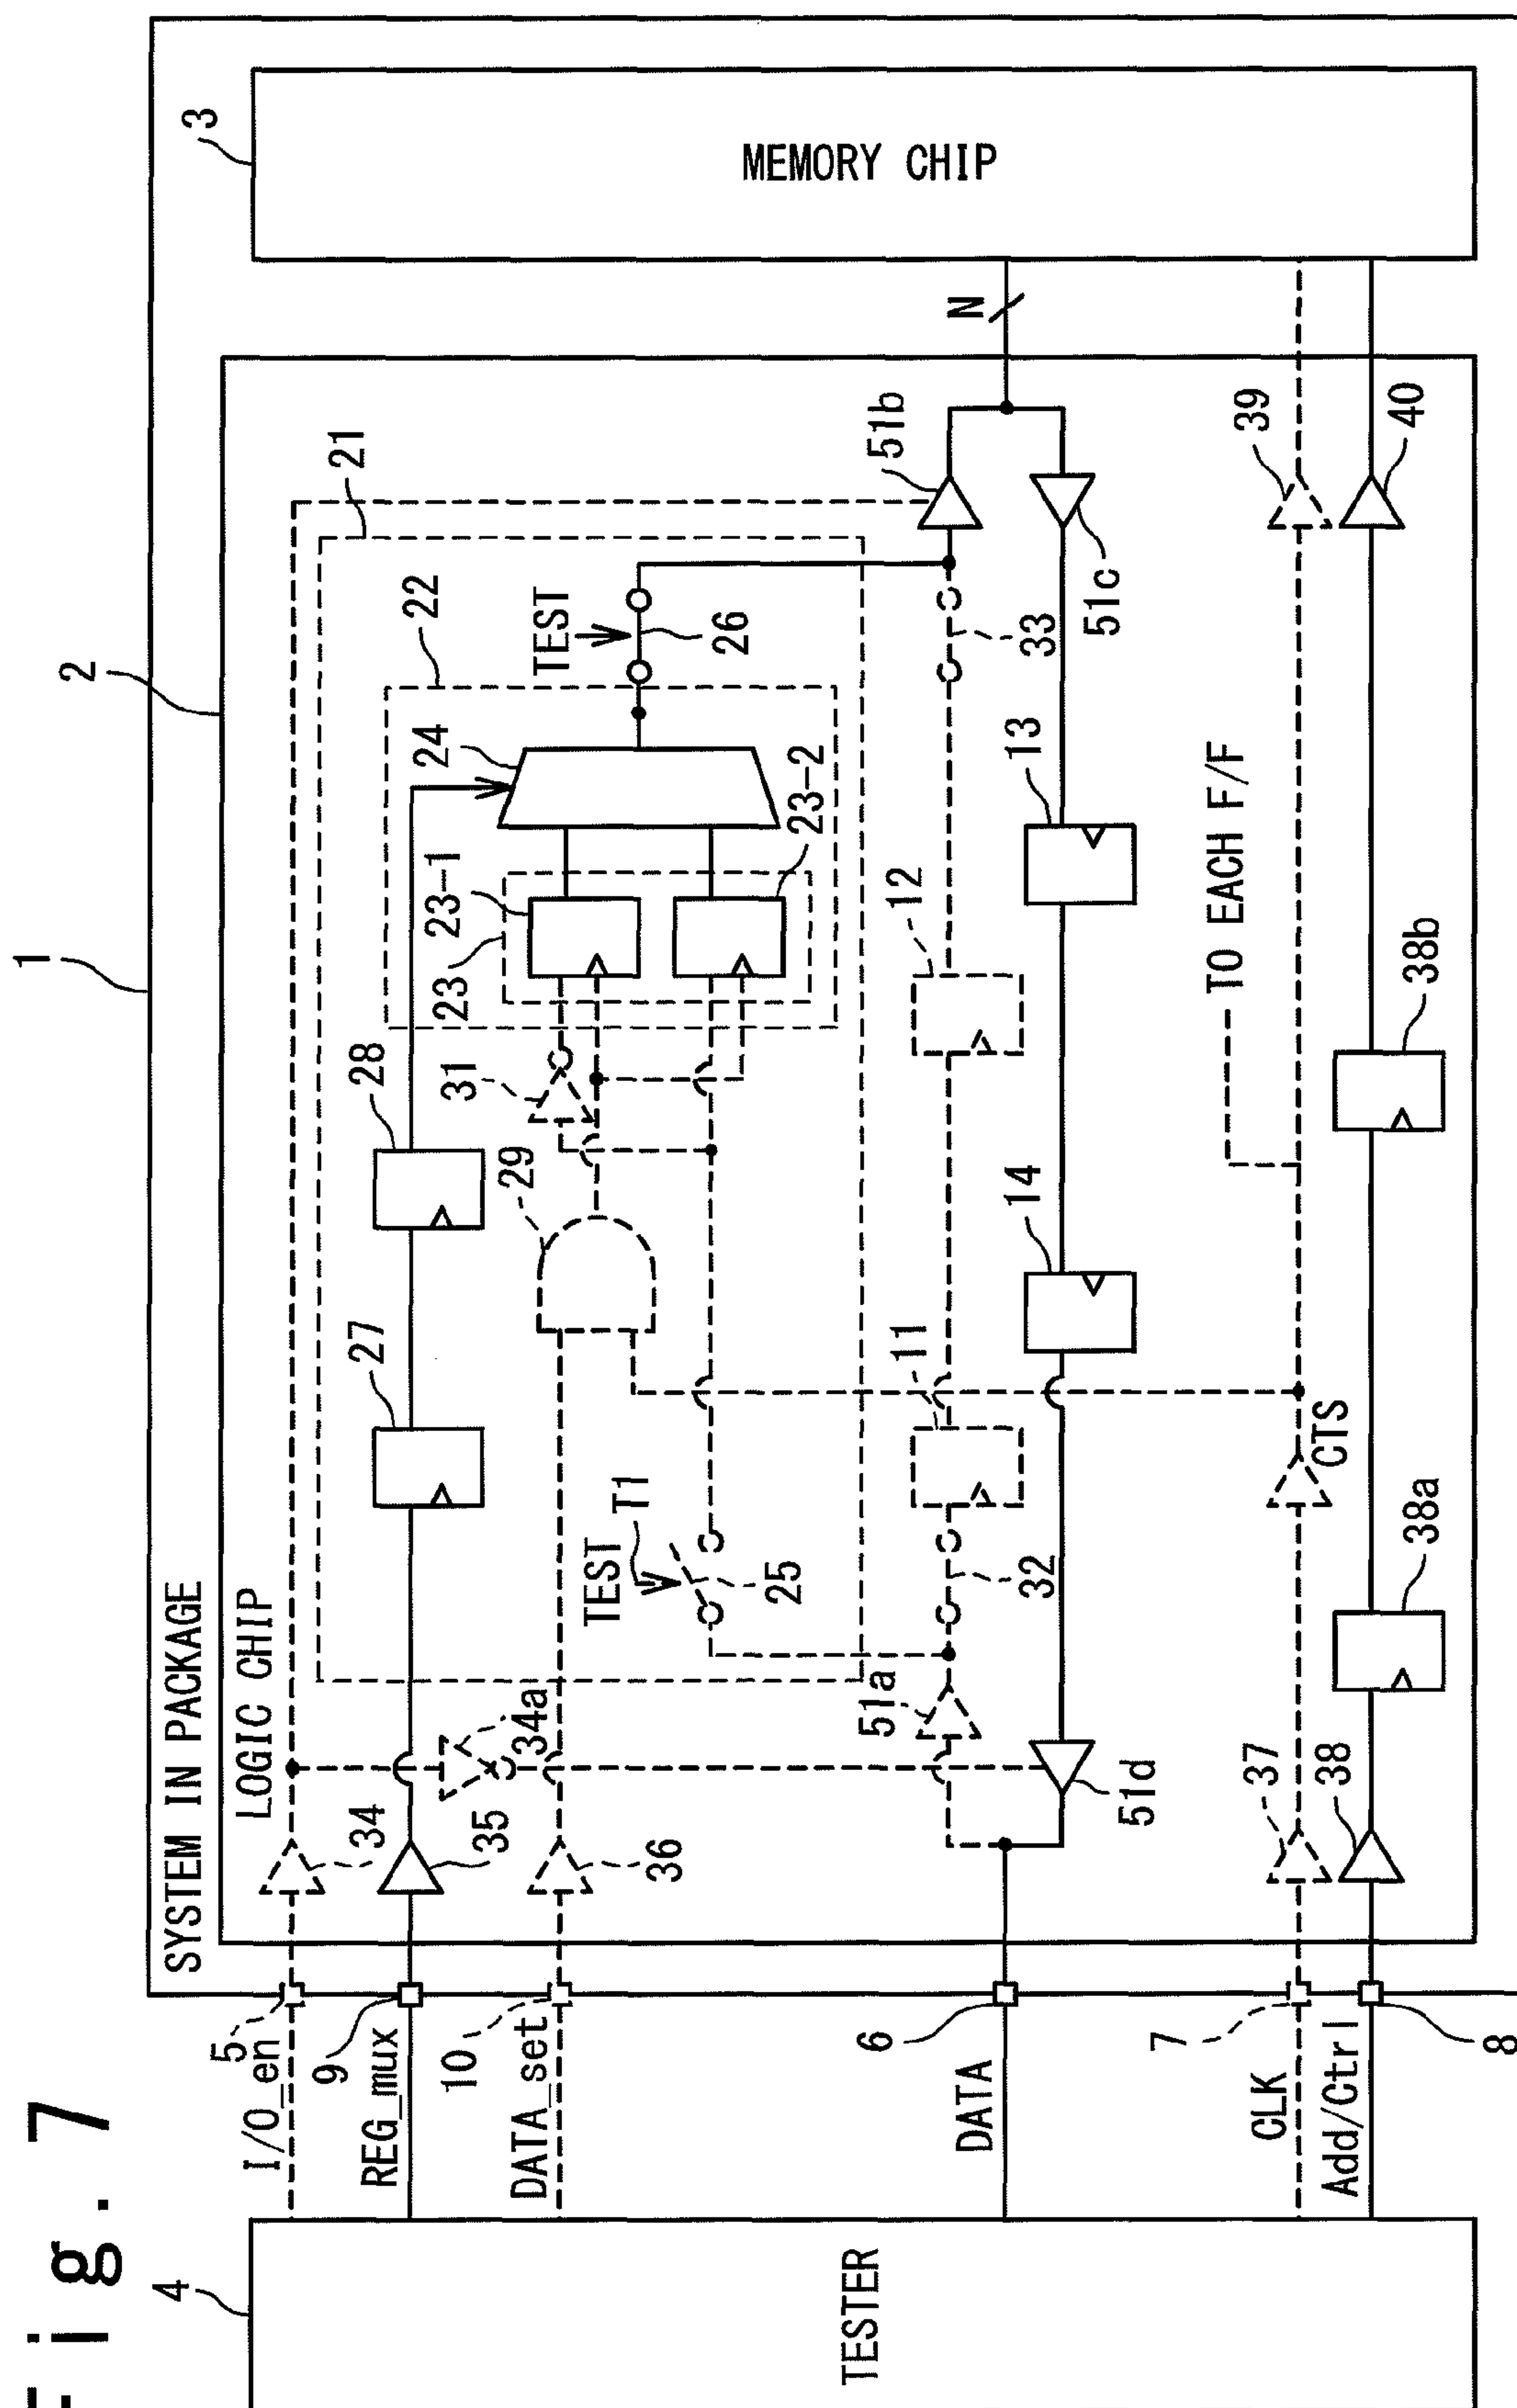 Fig. 7
1
SYSTEM IN PACKAGE
2
LOGIC CHIP
3
MEMORY CHIP
4
TESTER
I/O_en
5
REG_mux
9
DATA_set
10
DATA
6
CLK
7
Add/Ctrl
8
34
34a
35
36
27
28
21
22
24
23
23-1
23-2
31
29
TEST
T1
25
TEST
26
51a
32
11
12
33
51b
N
51d
14
13
51c
37
CTS
TO EACH F/F
39
38
38a
38b
40